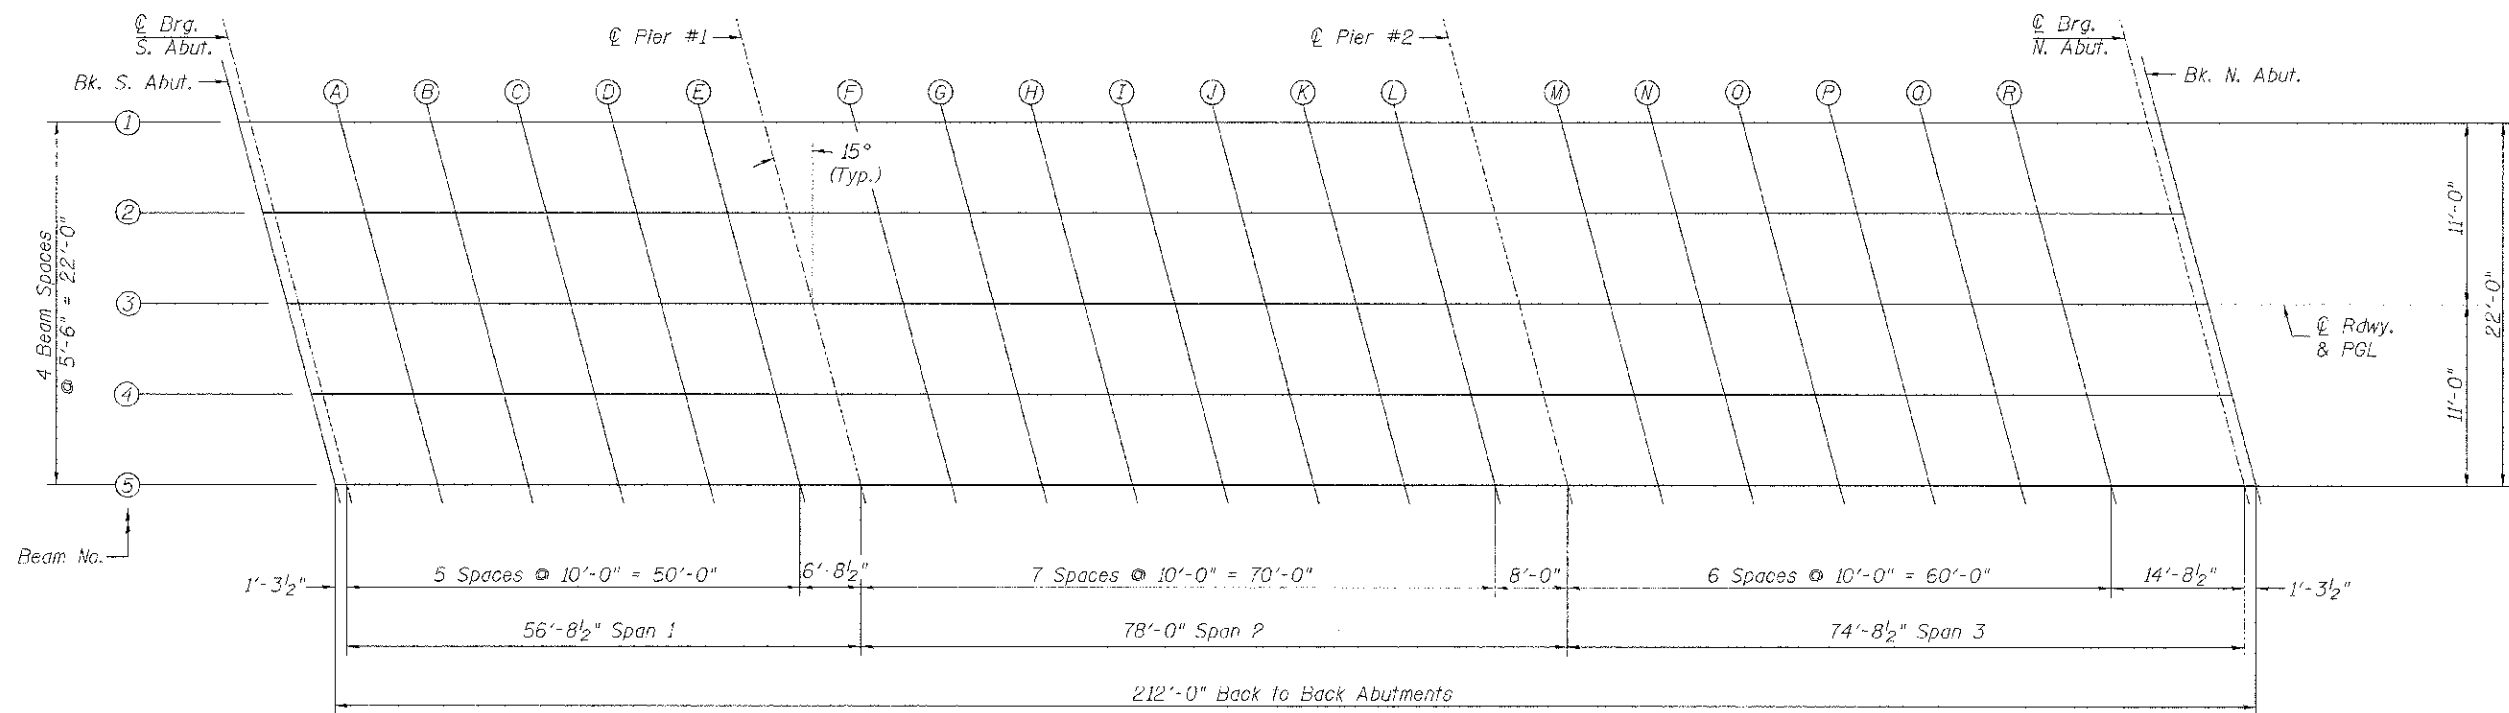 ℄ Brg.
S. Abut.
Bk. S. Abut.
℄ Pier #1
℄ Pier #2
℄ Brg.
N. Abut.
Bk. N. Abut.
A B C D E F G H I J K L M N O P Q R
1
2
3
4
5
15°
(Typ.)
4 Beam Spaces
@ 5'-6" = 22'-0"
11'-0"
11'-0"
22'-0"
℄ Rdwy.
& PGL
Beam No.
1'-3½"
5 Spaces @ 10'-0" = 50'-0"
6'-8½"
7 Spaces @ 10'-0" = 70'-0"
8'-0"
6 Spaces @ 10'-0" = 60'-0"
14'-8½"
1'-3½"
56'-8½" Span 1
78'-0" Span 2
74'-8½" Span 3
212'-0" Back to Back Abutments